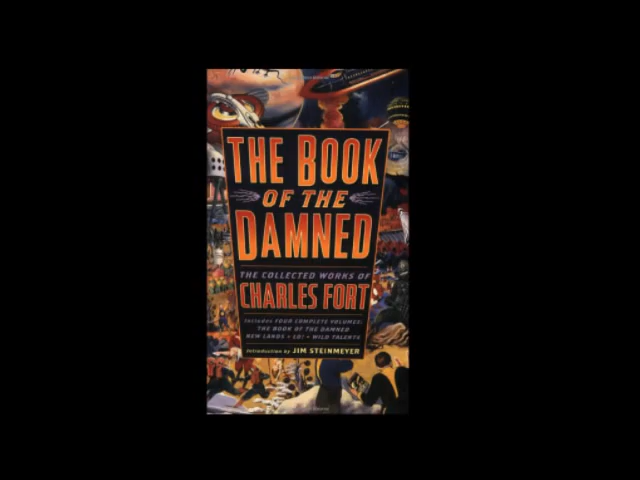 THE BOOK
OF THE
DAMNED
THE COLLECTED WORKS OF
CHARLES FORT
Includes FOUR COMPLETE VOLUMES:
THE BOOK OF THE DAMNED
NEW LANDS • LO! • WILD TALENTS
Introduction by JIM STEINMEYER